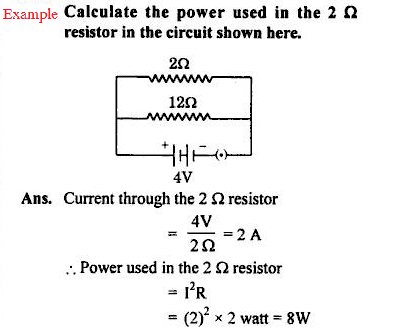 Example Calculate the power used in the 2 Ω
resistor in the circuit shown here.
2Ω
12Ω
+ −
4V
Ans. Current through the 2 Ω resistor
= 4V / 2 Ω = 2 A
∴ Power used in the 2 Ω resistor
= I²R
= (2)² × 2 watt = 8W